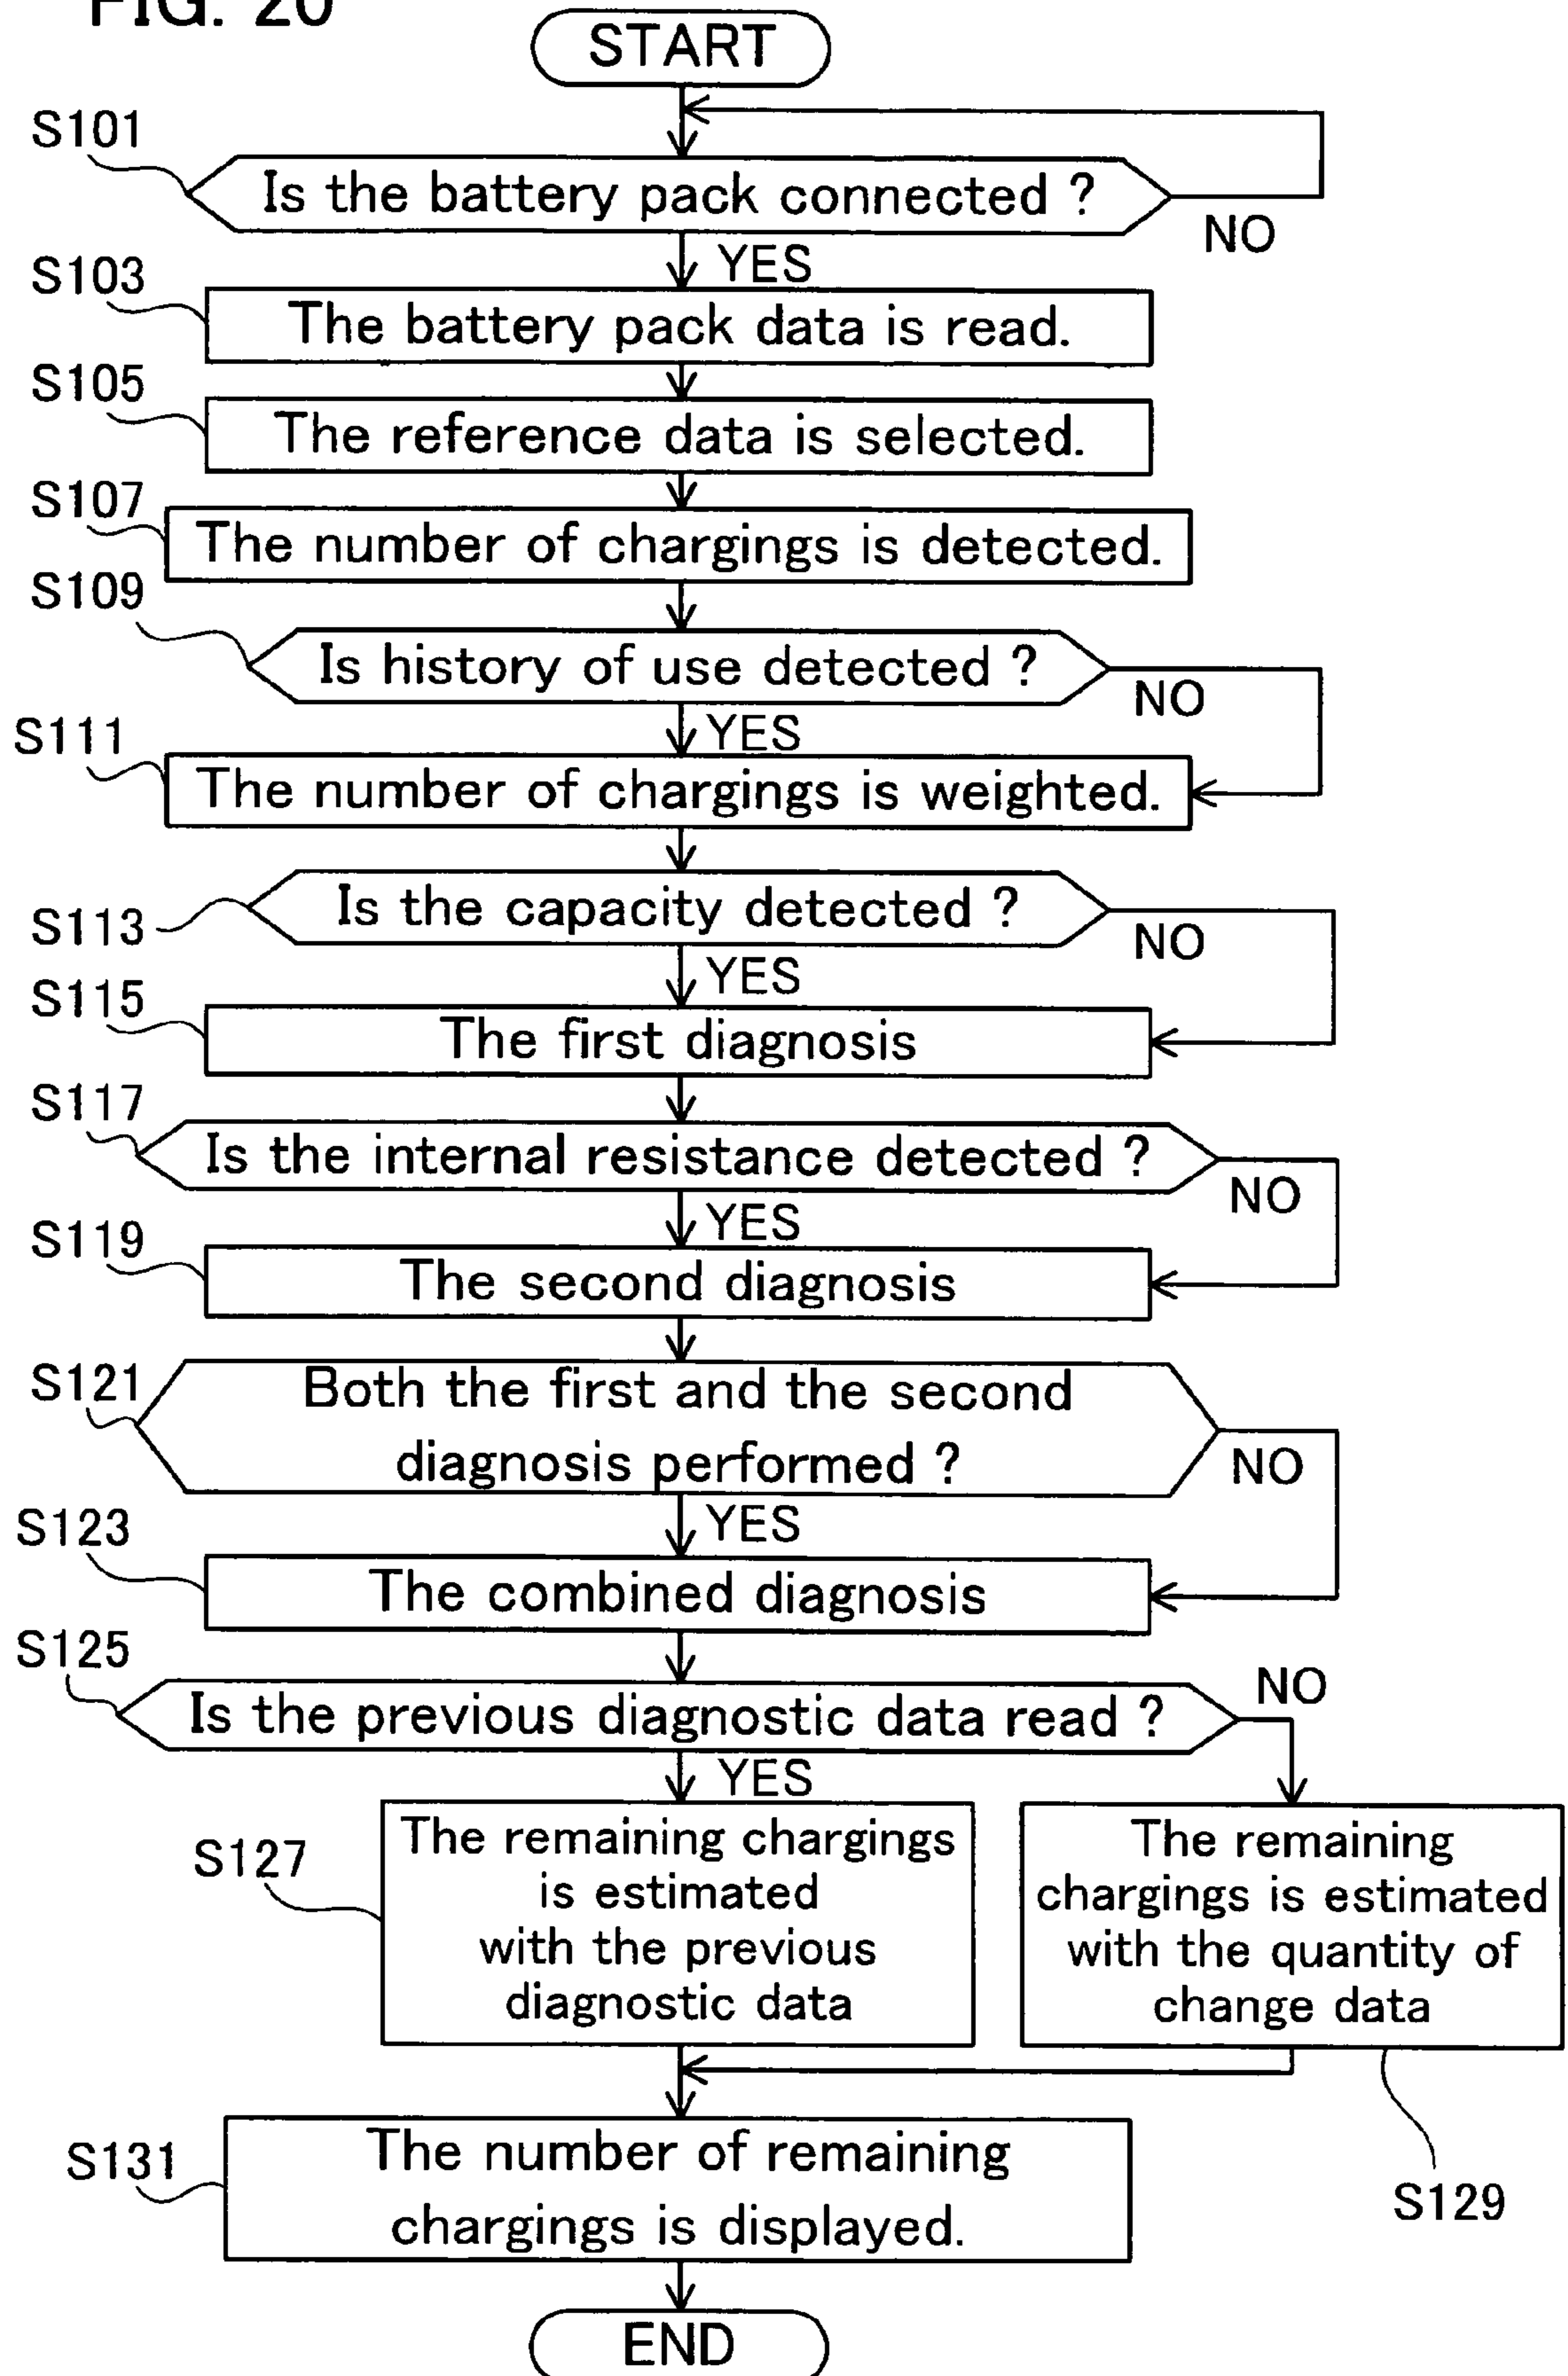 FIG. 20
START
S101
Is the battery pack connected ?
NO
YES
S103
The battery pack data is read.
S105
The reference data is selected.
S107
The number of chargings is detected.
S109
Is history of use detected ?
NO
YES
S111
The number of chargings is weighted.
S113
Is the capacity detected ?
NO
YES
S115
The first diagnosis
S117
Is the internal resistance detected ?
NO
YES
S119
The second diagnosis
S121
Both the first and the second
diagnosis performed ?
NO
YES
S123
The combined diagnosis
S125
Is the previous diagnostic data read ?
NO
YES
S127
The remaining chargings
is estimated
with the previous
diagnostic data
The remaining
chargings is estimated
with the quantity of
change data
S129
S131
The number of remaining
chargings is displayed.
END